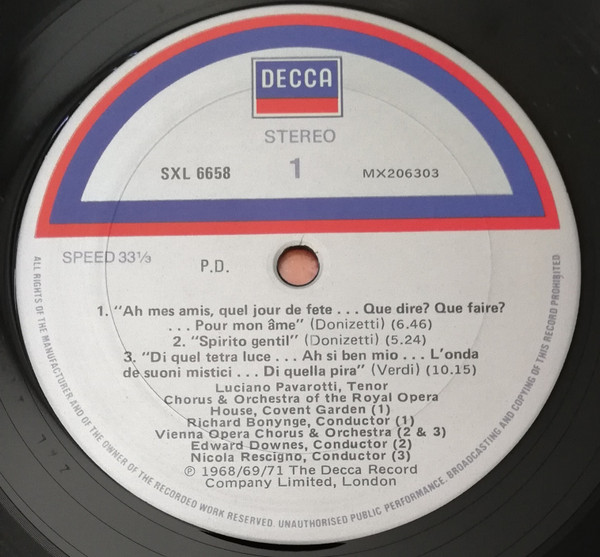 DECCA
STEREO
SXL 6658 1 MX206303
SPEED 33⅓
P.D.
1. "Ah mes amis, quel jour de fete . . . Que dire? Que faire?
. . . Pour mon âme" (Donizetti) (6.46)
2. "Spirito gentil" (Donizetti) (5.24)
3. "Di quel tetra luce . . . Ah si ben mio . . . L'onda
de suoni mistici . . . Di quella pira" (Verdi) (10.15)
Luciano Pavarotti, Tenor
Chorus & Orchestra of the Royal Opera
House, Covent Garden (1)
Richard Bonynge, Conductor (1)
Vienna Opera Chorus & Orchestra (2 & 3)
Edward Downes, Conductor (2)
Nicola Rescigno, Conductor (3)
℗ 1968/69/71 The Decca Record
Company Limited, London
ALL RIGHTS OF THE MANUFACTURER AND OF THE OWNER OF THE RECORDED WORK RESERVED. UNAUTHORISED PUBLIC PERFORMANCE, BROADCASTING AND COPYING OF THIS RECORD PROHIBITED